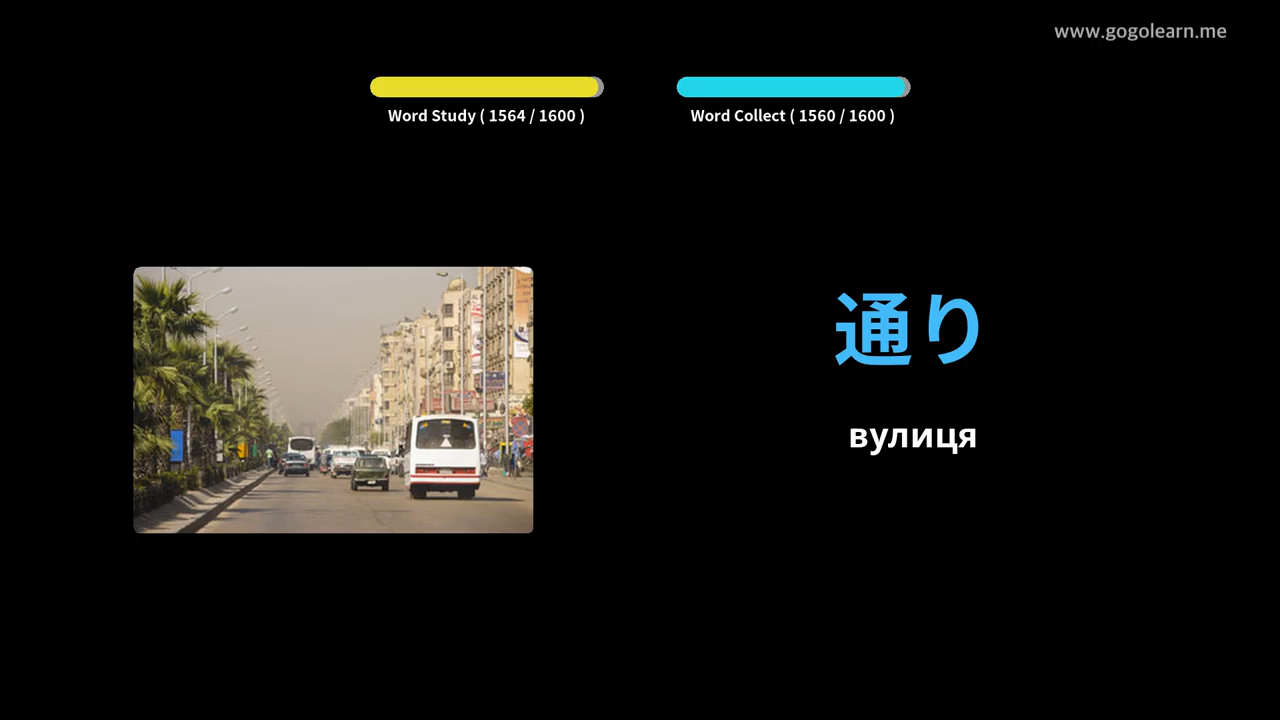 www.gogolearn.me
Word Study ( 1564 / 1600 )
Word Collect ( 1560 / 1600 )
通り
вулиця